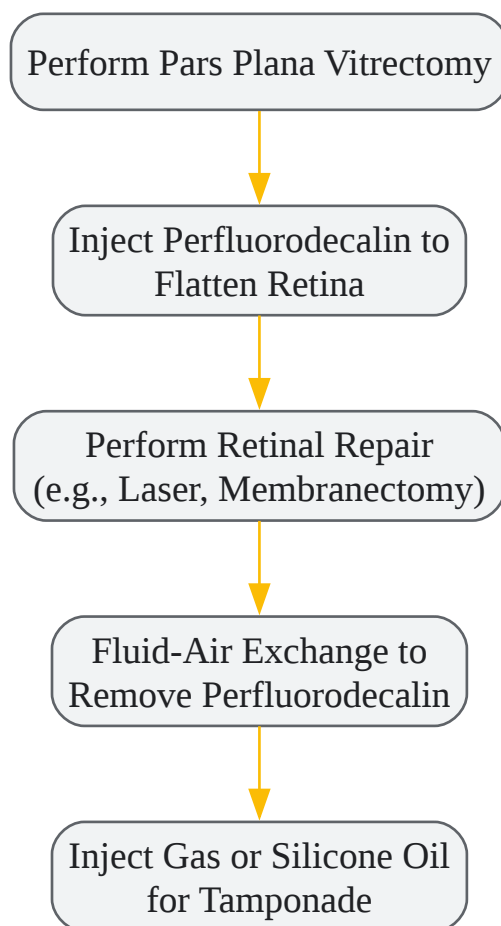 Perform Pars Plana Vitrectomy
Inject Perfluorodecalin to
Flatten Retina
Perform Retinal Repair
(e.g., Laser, Membranectomy)
Fluid-Air Exchange to
Remove Perfluorodecalin
Inject Gas or Silicone Oil
for Tamponade